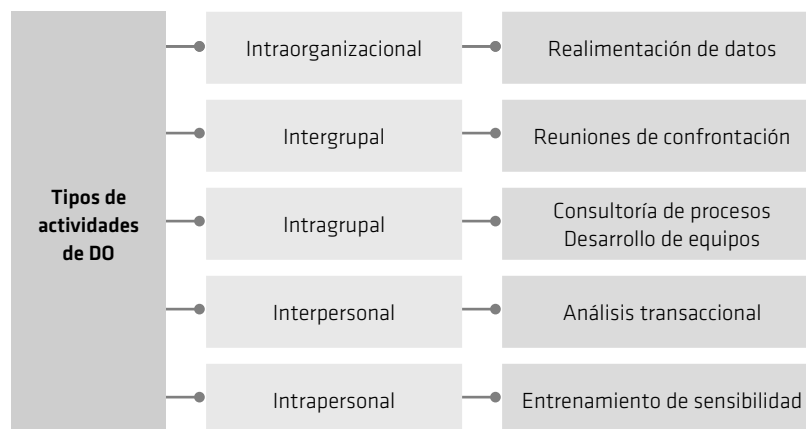 Tipos de
actividades
de DO
Intraorganizacional
Realimentación de datos
Intergrupal
Reuniones de confrontación
Intragrupal
Consultoría de procesos
Desarrollo de equipos
Interpersonal
Análisis transaccional
Intrapersonal
Entrenamiento de sensibilidad